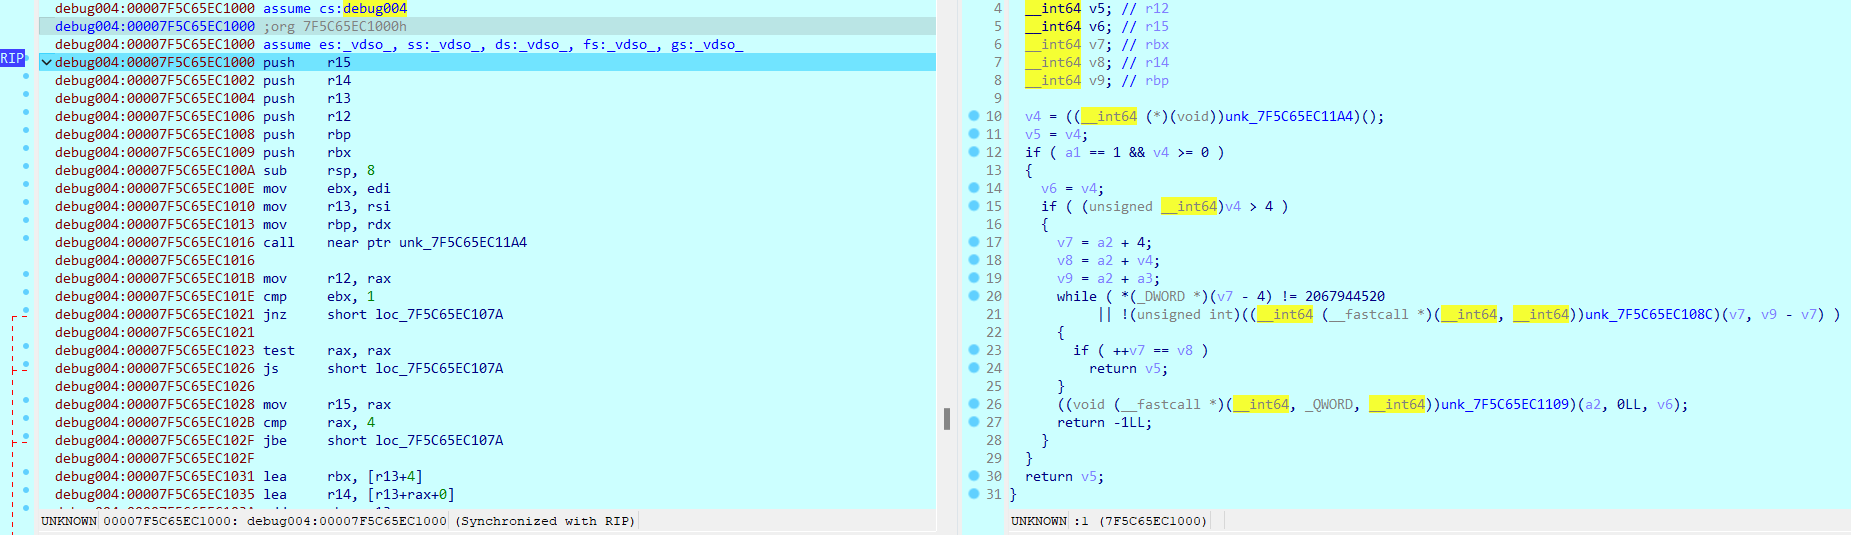 debug004:00007F5C65EC1000 assume cs:debug004
debug004:00007F5C65EC1000 ;org 7F5C65EC1000h
debug004:00007F5C65EC1000 assume es:_vdso_, ss:_vdso_, ds:_vdso_, fs:_vdso_, gs:_vdso_
RIP
debug004:00007F5C65EC1000 push r15
debug004:00007F5C65EC1002 push r14
debug004:00007F5C65EC1004 push r13
debug004:00007F5C65EC1006 push r12
debug004:00007F5C65EC1008 push rbp
debug004:00007F5C65EC1009 push rbx
debug004:00007F5C65EC100A sub rsp, 8
debug004:00007F5C65EC100E mov ebx, edi
debug004:00007F5C65EC1010 mov r13, rsi
debug004:00007F5C65EC1013 mov rbp, rdx
debug004:00007F5C65EC1016 call near ptr unk_7F5C65EC11A4
debug004:00007F5C65EC1016
debug004:00007F5C65EC101B mov r12, rax
debug004:00007F5C65EC101E cmp ebx, 1
debug004:00007F5C65EC1021 jnz short loc_7F5C65EC107A
debug004:00007F5C65EC1021
debug004:00007F5C65EC1023 test rax, rax
debug004:00007F5C65EC1026 js short loc_7F5C65EC107A
debug004:00007F5C65EC1026
debug004:00007F5C65EC1028 mov r15, rax
debug004:00007F5C65EC102B cmp rax, 4
debug004:00007F5C65EC102F jbe short loc_7F5C65EC107A
debug004:00007F5C65EC102F
debug004:00007F5C65EC1031 lea rbx, [r13+4]
debug004:00007F5C65EC1035 lea r14, [r13+rax+0]
UNKNOWN 00007F5C65EC1000: debug004:00007F5C65EC1000 (Synchronized with RIP)
4 __int64 v5; // r12
5 __int64 v6; // r15
6 __int64 v7; // rbx
7 __int64 v8; // r14
8 __int64 v9; // rbp
9
10 v4 = ((__int64 (*)(void))unk_7F5C65EC11A4)();
11 v5 = v4;
12 if ( a1 == 1 && v4 >= 0 )
13 {
14 v6 = v4;
15 if ( (unsigned __int64)v4 > 4 )
16 {
17 v7 = a2 + 4;
18 v8 = a2 + v4;
19 v9 = a2 + a3;
20 while ( *(_DWORD *)(v7 - 4) != 2067944520
21 || !(unsigned int)((__int64 (__fastcall *)(__int64, __int64))unk_7F5C65EC108C)(v7, v9 - v7) )
22 {
23 if ( ++v7 == v8 )
24 return v5;
25 }
26 ((void (__fastcall *)(__int64, _QWORD, __int64))unk_7F5C65EC1109)(a2, 0LL, v6);
27 return -1LL;
28 }
29 }
30 return v5;
31 }
UNKNOWN :1 (7F5C65EC1000)